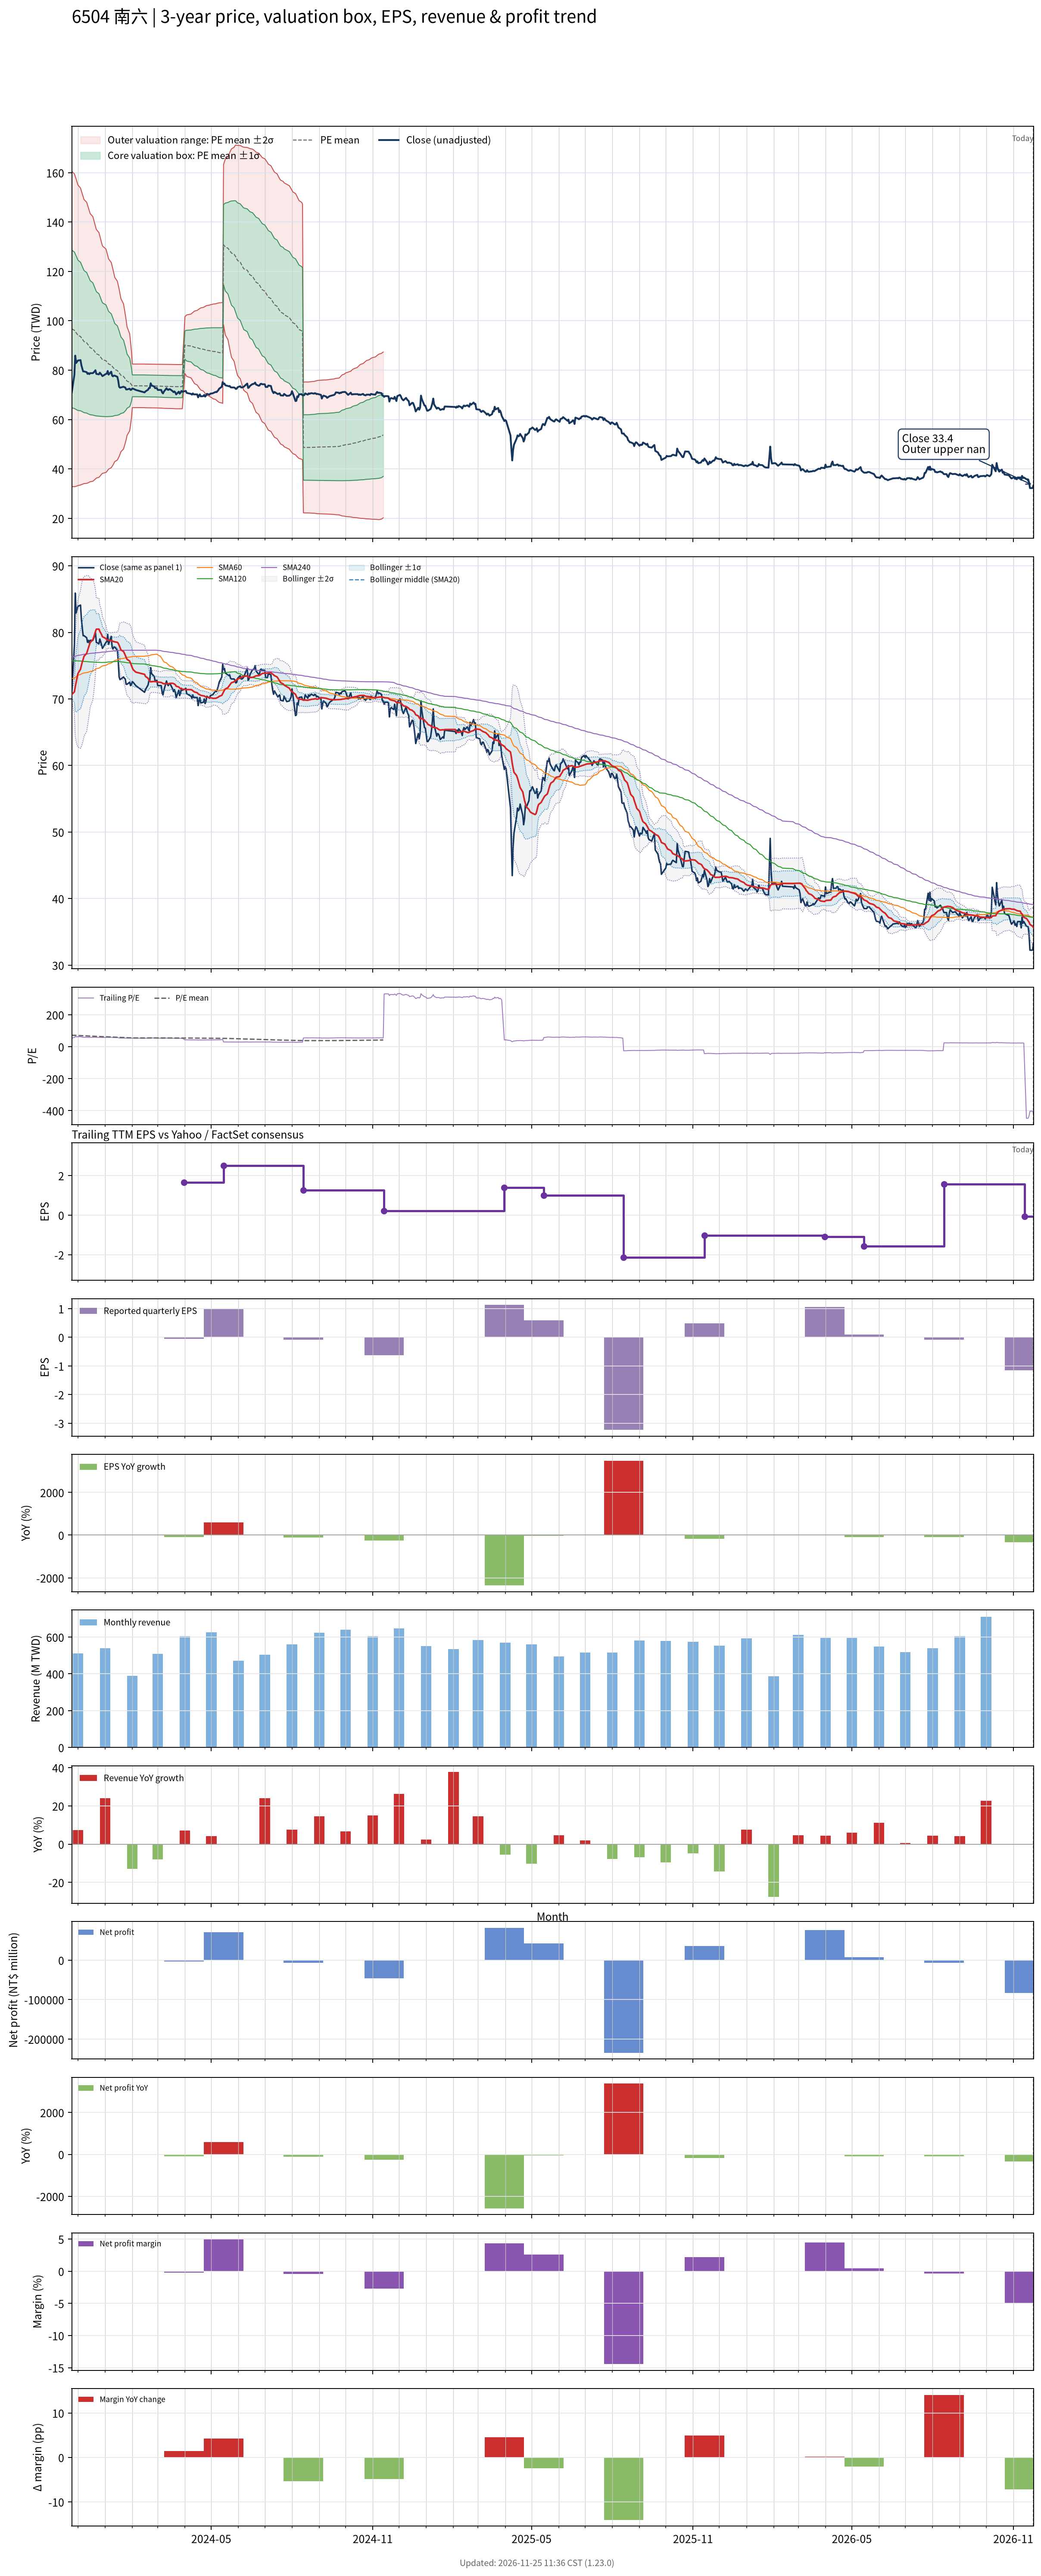 6504 南六 | 3-year price, valuation box, EPS, revenue & profit trend
Outer valuation range: PE mean ±2σ
PE mean
Close (unadjusted)
Core valuation box: PE mean ±1σ
Today
160
140
120
100
80
60
40
20
Price (TWD)
Close 33.4
Outer upper nan
Close (same as panel 1)
SMA60
SMA240
Bollinger ±1σ
SMA20
SMA120
Bollinger ±2σ
Bollinger middle (SMA20)
90
80
70
60
50
40
30
Price
Trailing P/E
P/E mean
200
0
-200
-400
P/E
Trailing TTM EPS vs Yahoo / FactSet consensus
Today
2
0
-2
EPS
Reported quarterly EPS
1
0
-1
-2
-3
EPS
EPS YoY growth
2000
0
-2000
YoY (%)
Monthly revenue
600
400
200
0
Revenue (M TWD)
Revenue YoY growth
40
20
0
-20
YoY (%)
Month
Net profit
0
-100000
-200000
Net profit (NT$ million)
Net profit YoY
2000
0
-2000
YoY (%)
Net profit margin
5
0
-5
-10
-15
Margin (%)
Margin YoY change
10
0
-10
Δ margin (pp)
2024-05
2024-11
2025-05
2025-11
2026-05
2026-11
Updated: 2026-11-25 11:36 CST (1.23.0)